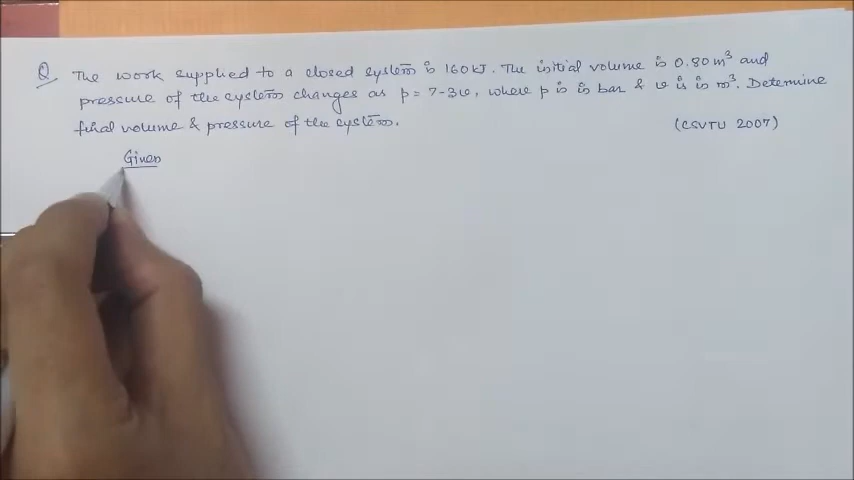 Q The work supplied to a closed system is 160 kJ. The initial volume is 0.80 m³ and
pressure of the system changes as p = 7-3v, where p is in bar & v is in m³. Determine
final volume & pressure of the system.
(CSVTU 2007)
Given